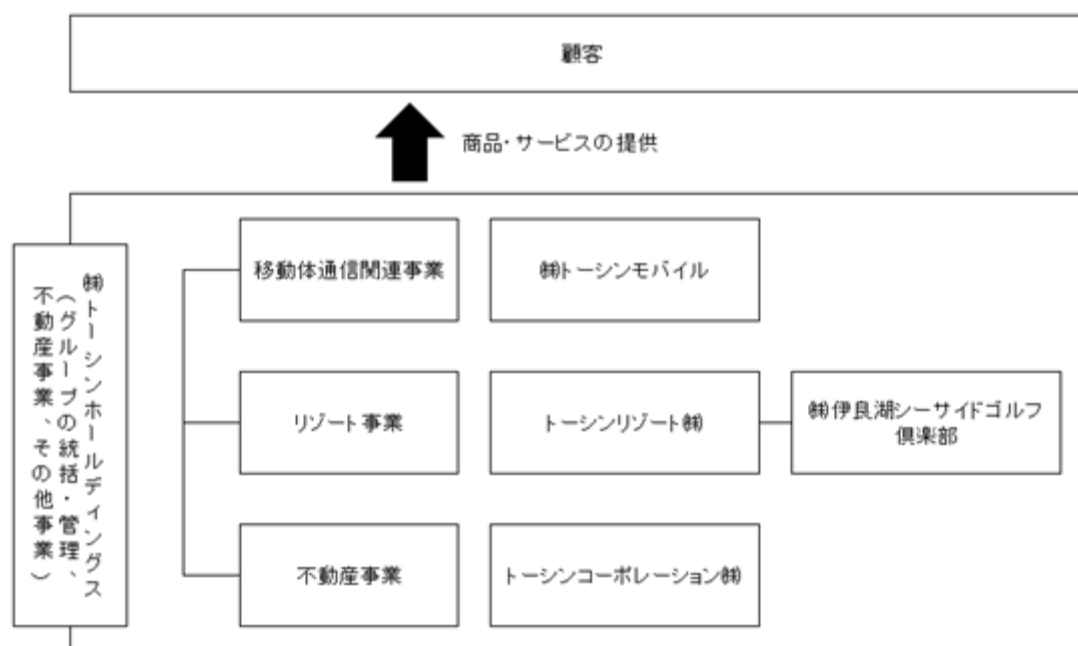 顧客
商品・サービスの提供
㈱トーシンホールディングス
(グループの統括・管理、
不動産事業、その他事業)
移動体通信関連事業
㈱トーシンモバイル
リゾート事業
トーシンリゾート㈱
㈱伊良湖シーサイドゴルフ
倶楽部
不動産事業
トーシンコーポレーション㈱